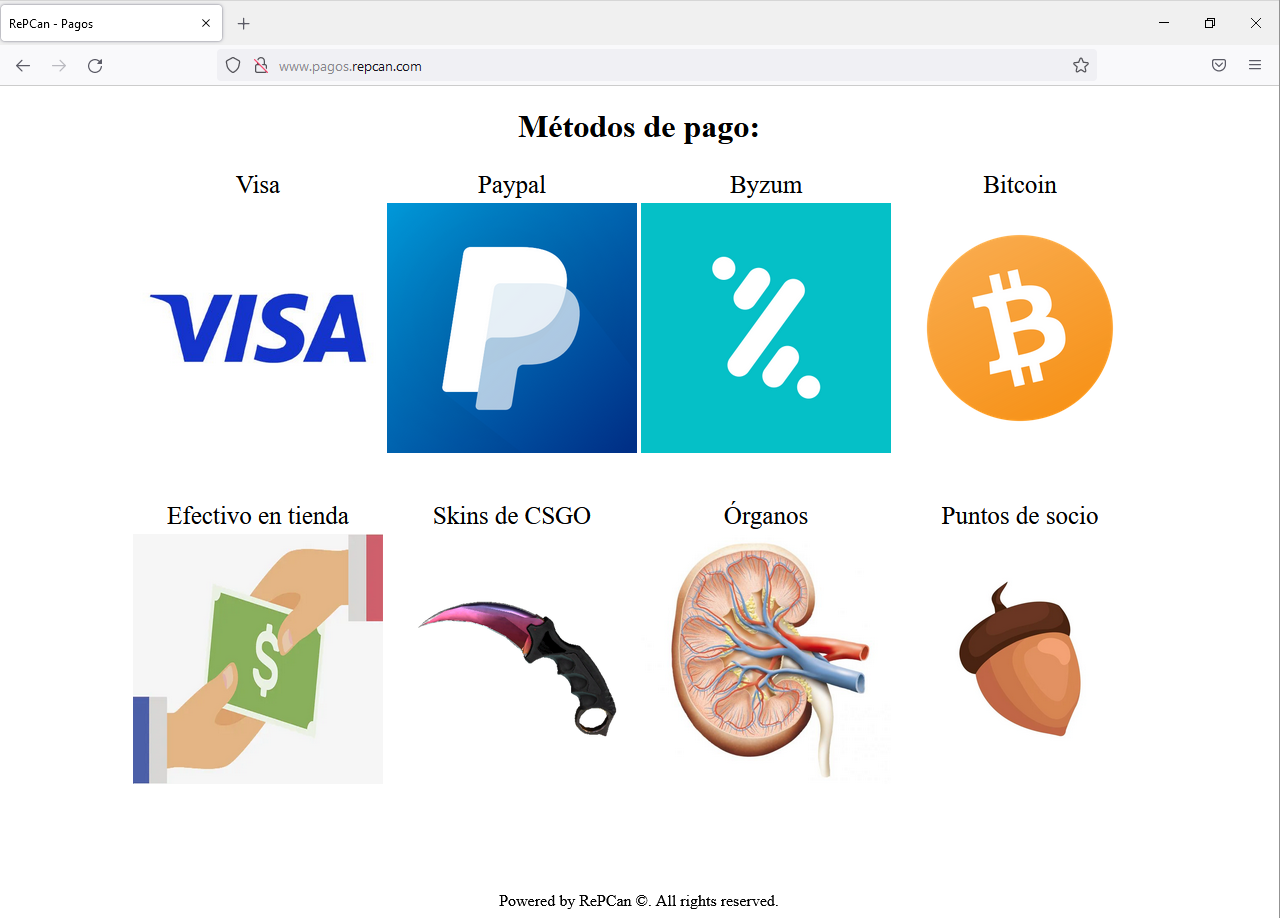 RePCan - Pagos
www.pagos.repcan.com
Métodos de pago:
Visa Paypal Byzum Bitcoin
VISA
Efectivo en tienda Skins de CSGO Órganos Puntos de socio
$
Powered by RePCan ©. All rights reserved.